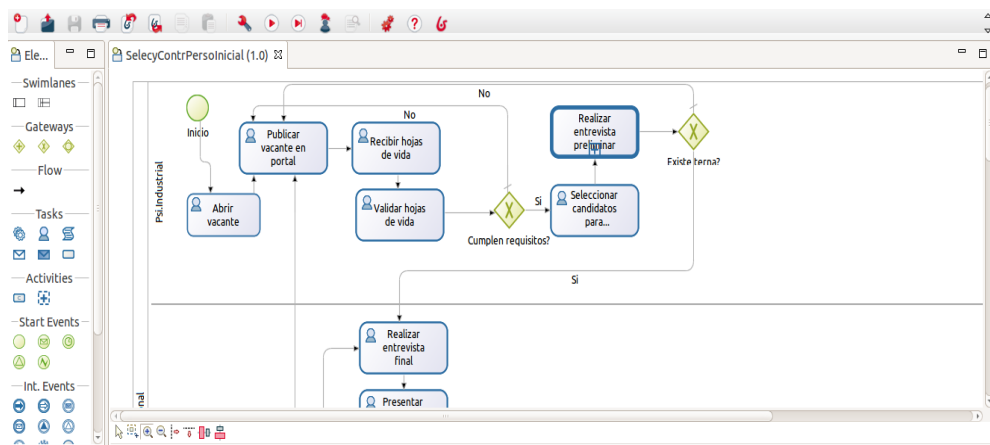 Ele...
SelecyContrPersoInicial (1.0)
Swimlanes
Gateways
Flow
Tasks
Activities
Start Events
Int. Events
Psi.Industrial
Inicio
No
No
Publicar
vacante en
portal
Recibir hojas
de vida
Realizar
entrevista
preliminar
Existe terna?
Abrir
vacante
Validar hojas
de vida
Cumplen requisitos?
Si
Seleccionar
candidatos
para...
Si
Realizar
entrevista
final
Presentar